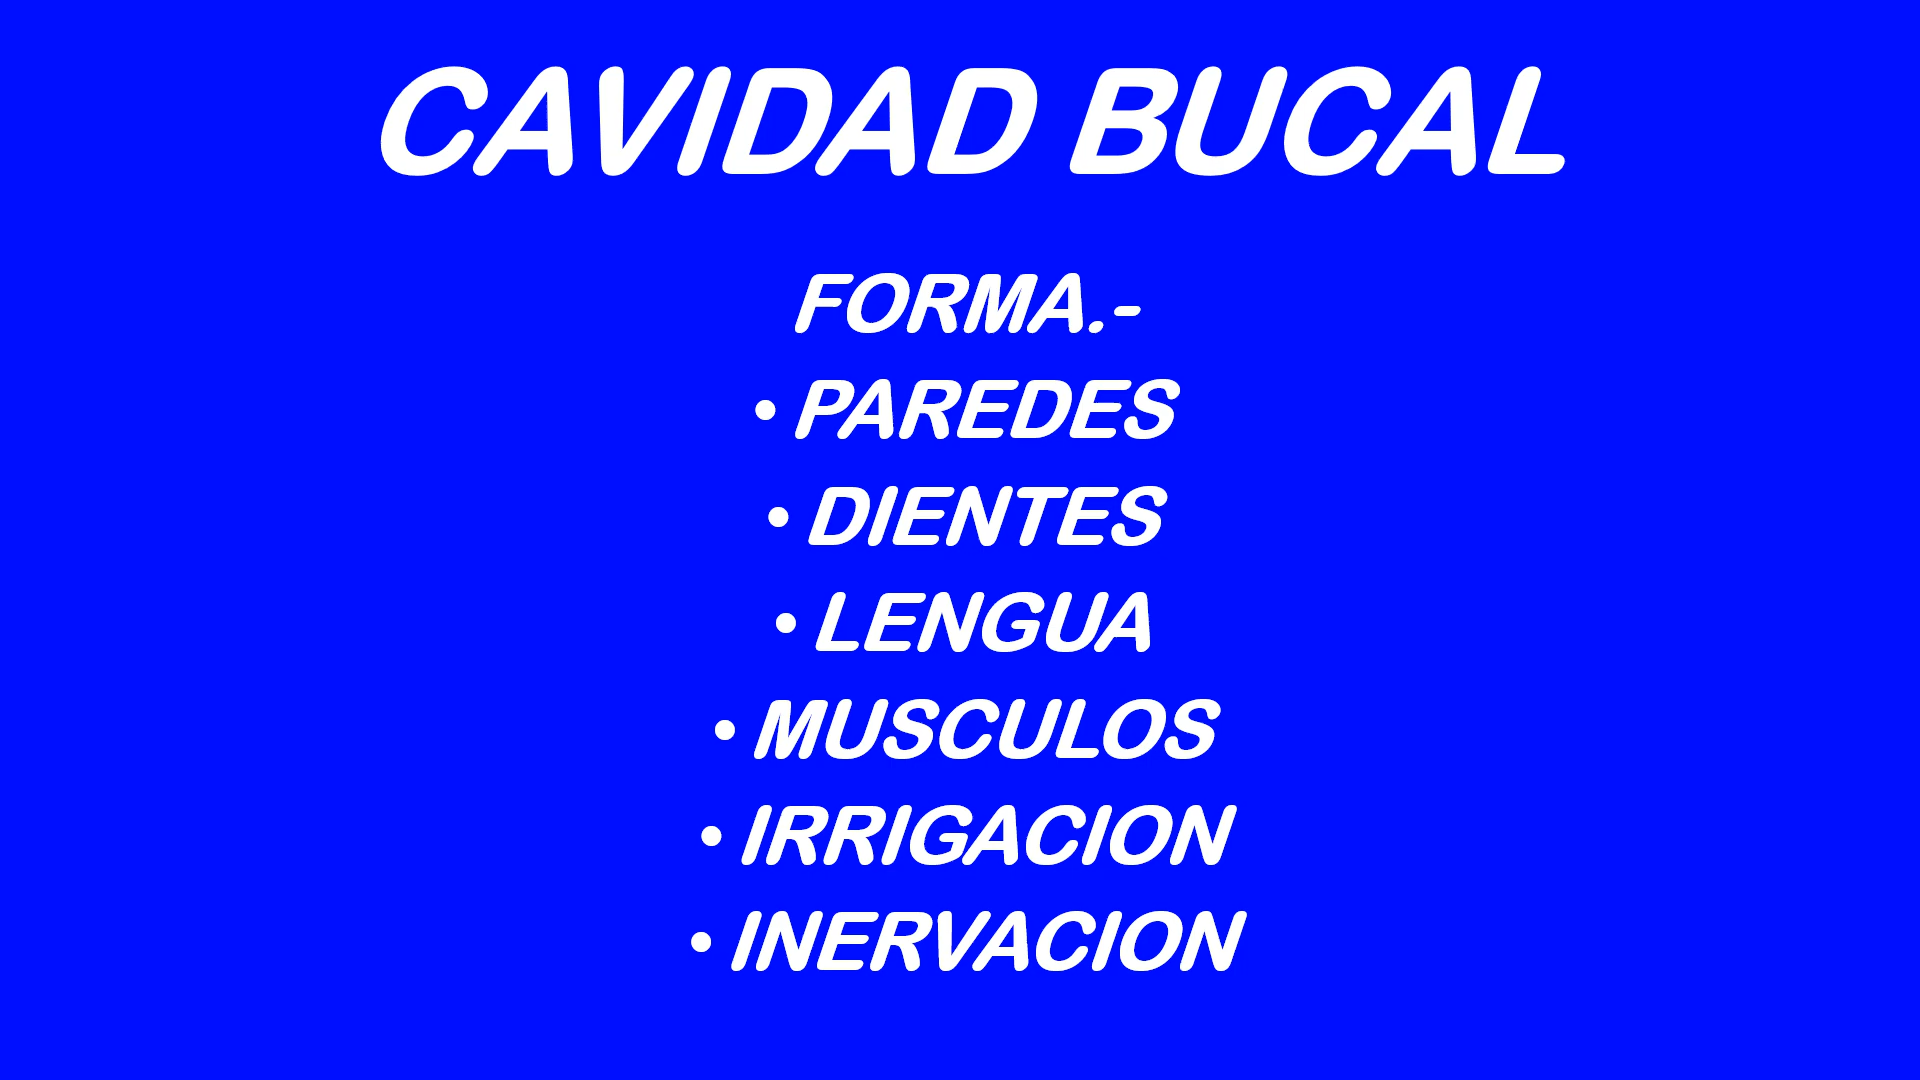 CAVIDAD BUCAL
FORMA.-
• PAREDES
• DIENTES
• LENGUA
• MUSCULOS
• IRRIGACION
• INERVACION